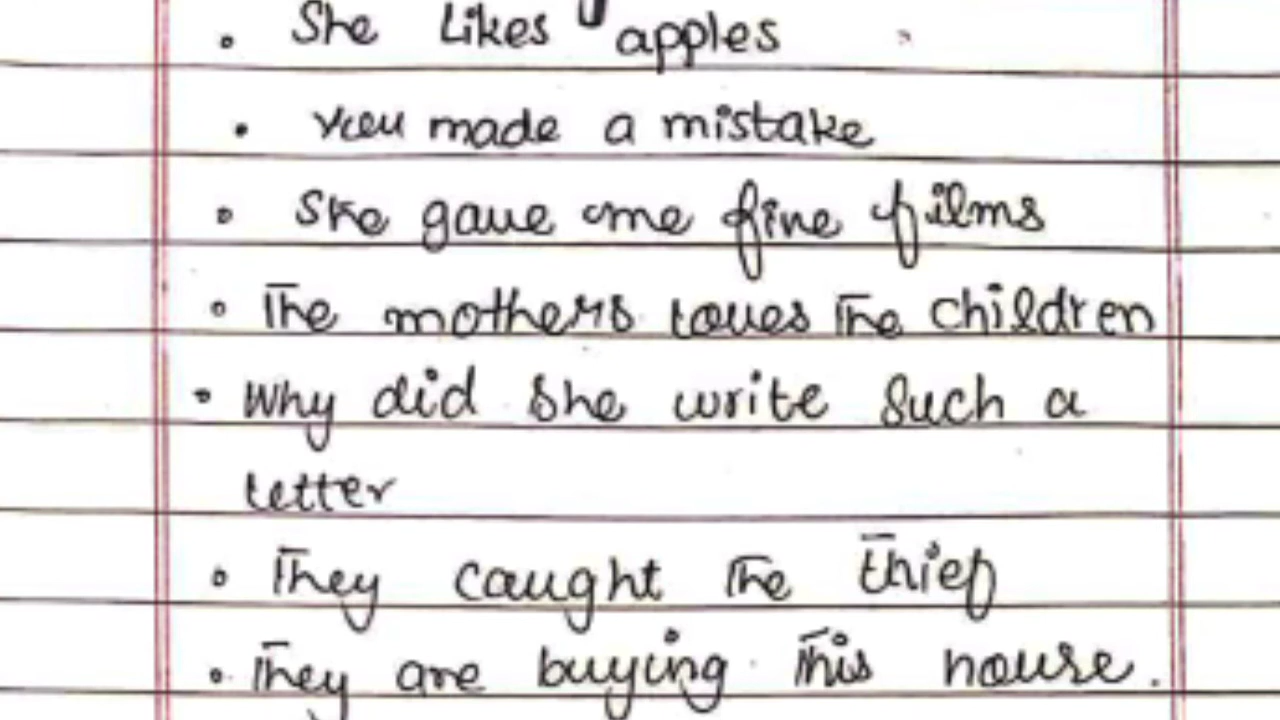 • She likes apples
• You made a mistake
• She gave me fine films
• The mothers loves the children
• Why did she write such a
letter
• They caught the thief
• They are buying this house.